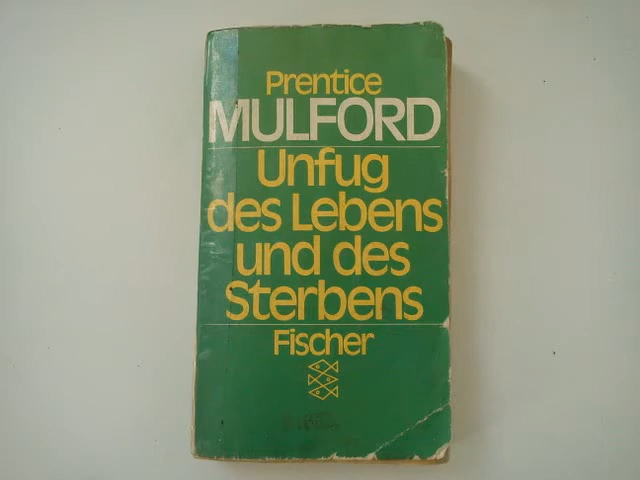 Prentice
MULFORD
Unfug
des Lebens
und des
Sterbens
Fischer